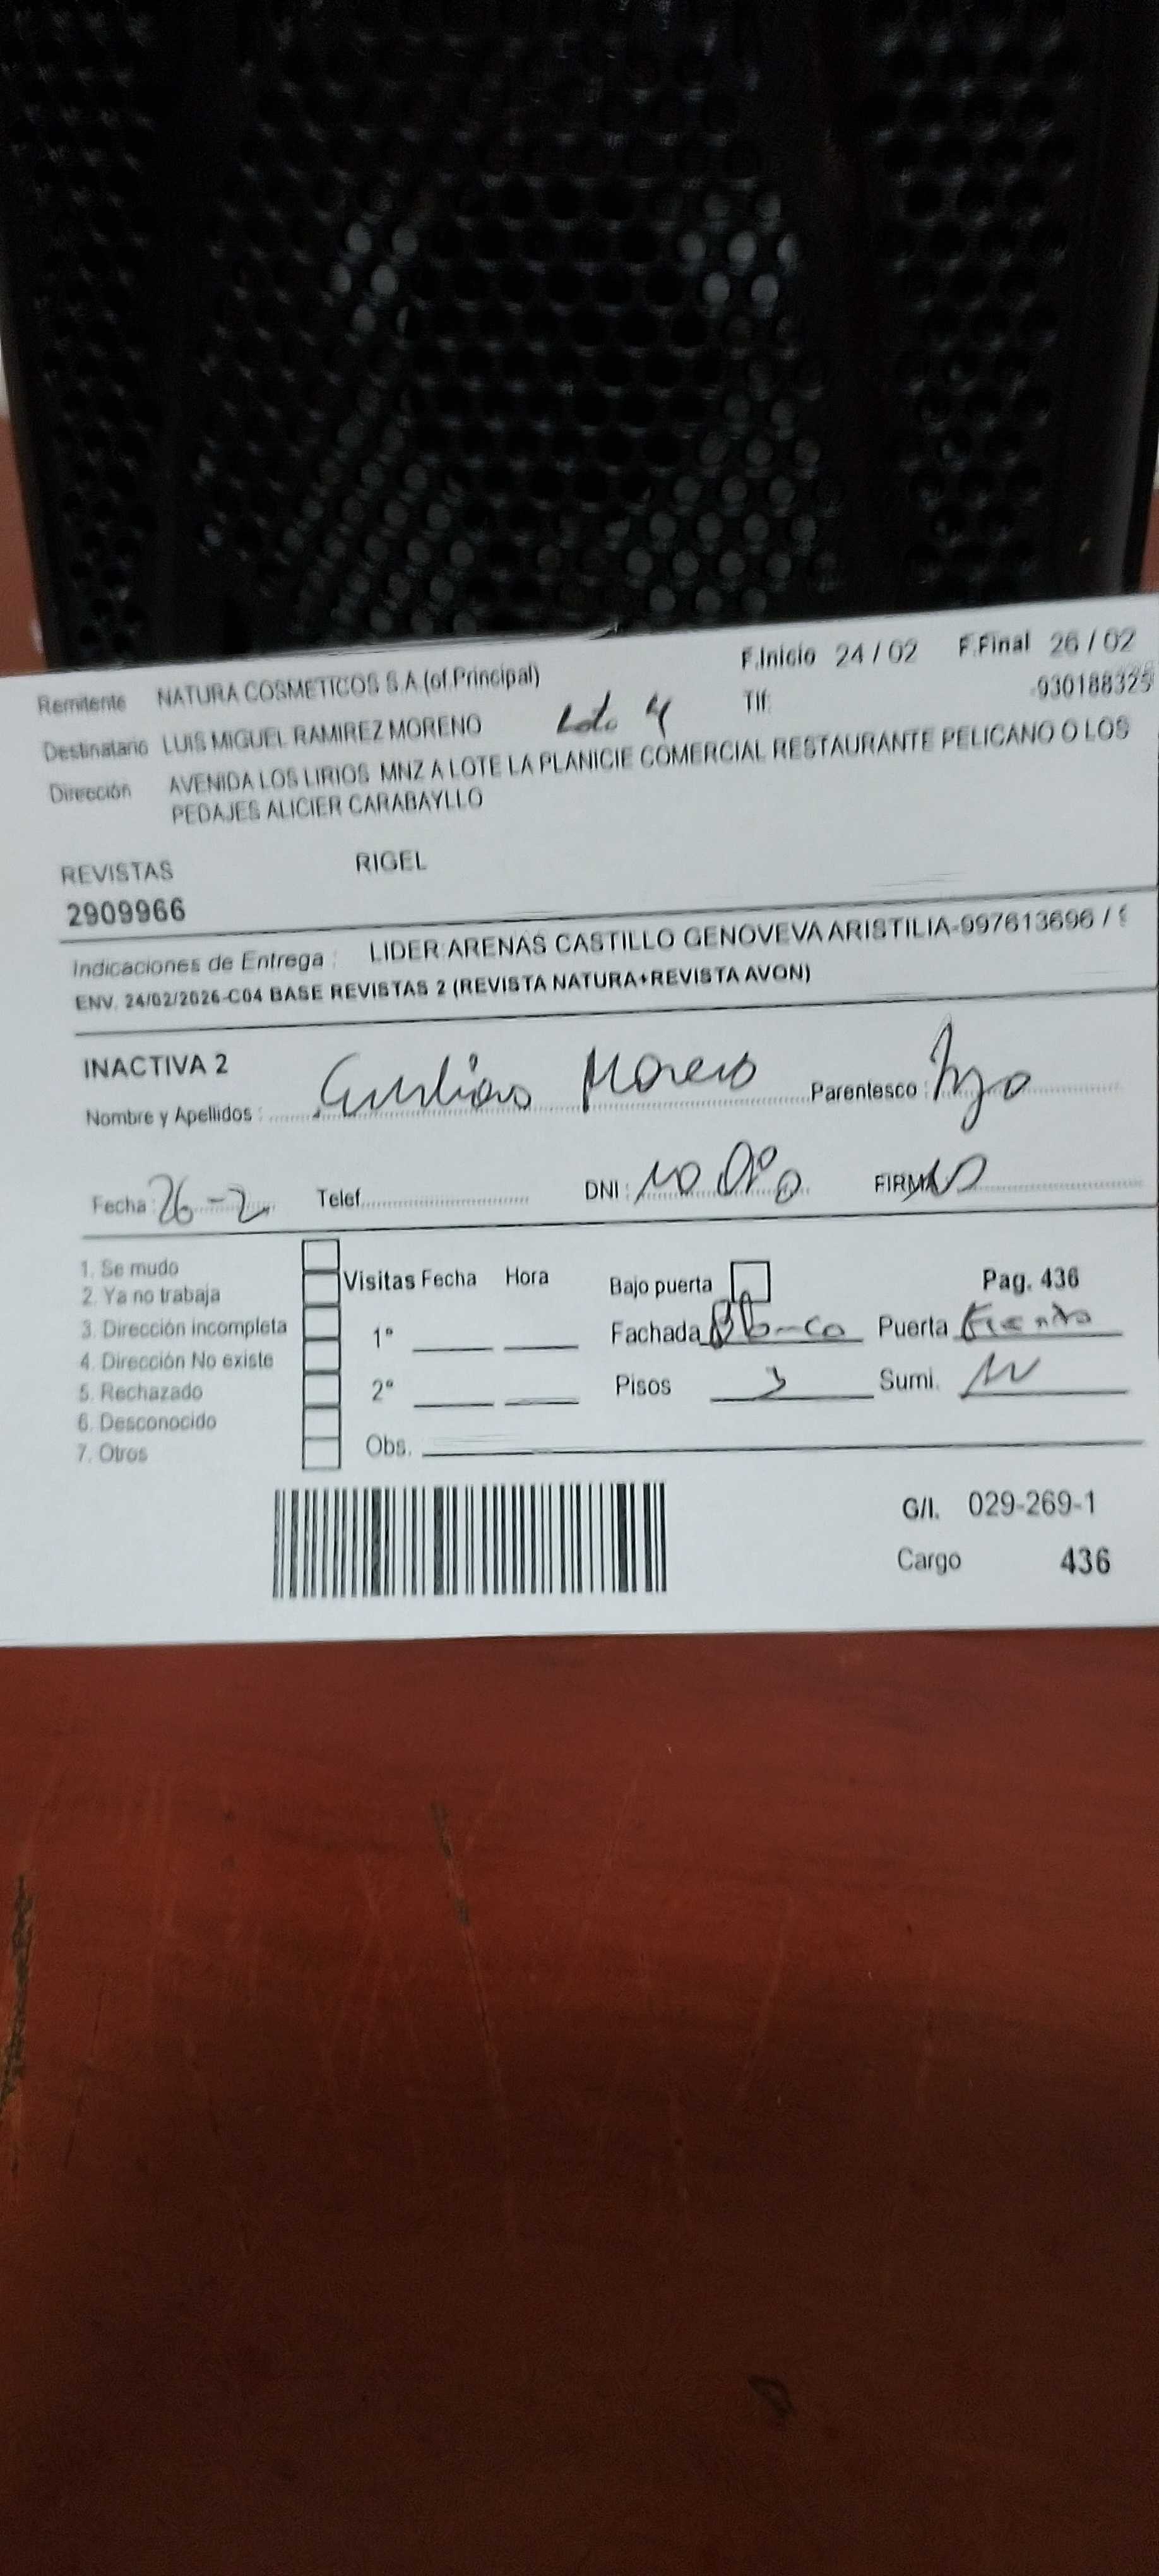 F.Inicio 24 / 02 F.Final 26 / 02
Remitente NATURA COSMETICOS S.A.(of.Principal)
Tlf:
Destinatario LUIS MIGUEL RAMIREZ MORENO Lote 4
Dirección AVENIDA LOS LIRIOS MNZ A LOTE LA PLANICIE COMERCIAL RESTAURANTE PELICANO O LOS
PEDAJES ALICIER CARABAYLLO
REVISTAS RIGEL
2909966
Indicaciones de Entrega : LIDER:ARENAS CASTILLO GENOVEVA ARISTILIA-997613696 /
ENV. 24/02/2026-C04 BASE REVISTAS 2 (REVISTA NATURA+REVISTA AVON)
INACTIVA 2
Nombre y Apellidos : Moreno Parentesco :
Fecha : 26-2 Telef. DNI : no dio FIRMA
1. Se mudo
2. Ya no trabaja
3. Dirección incompleta
4. Dirección No existe
5. Rechazado
6. Desconocido
7. Otros
Visitas Fecha Hora
1°
2°
Obs.
Bajo puerta Pag. 436
Fachada Blanco Puerta Fierro
Pisos Sumi.
G/I. 029-269-1
Cargo 436